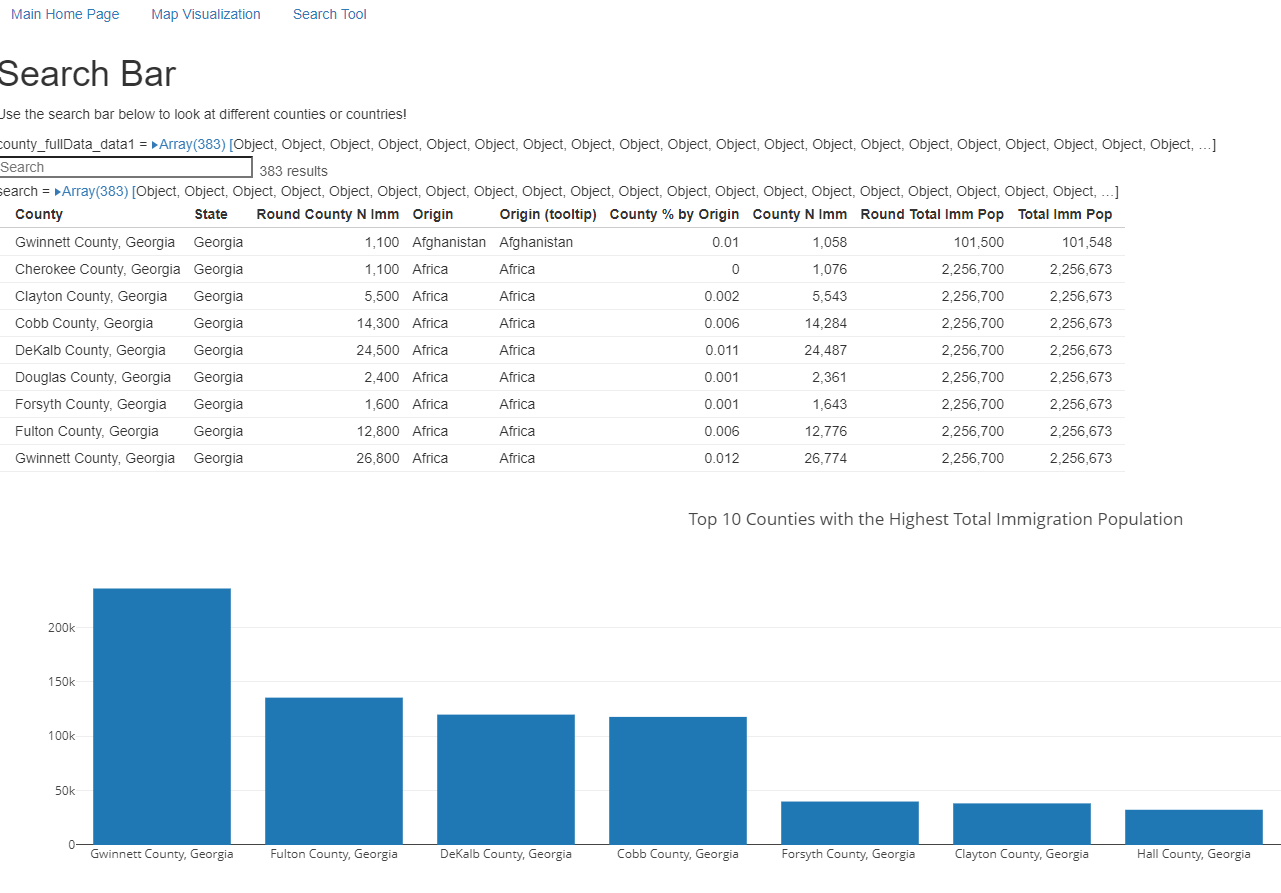 Main Home Page Map Visualization Search Tool
Search Bar
Use the search bar below to look at different counties or countries!
county_fullData_data1 = ▸Array(383) [Object, Object, Object, Object, Object, Object, Object, Object, Object, Object, Object, Object, Object, Object, Object, Object, Object, Object, Object, Object, …]
Search 383 results
search = ▸Array(383) [Object, Object, Object, Object, Object, Object, Object, Object, Object, Object, Object, Object, Object, Object, Object, Object, Object, Object, Object, Object, …]
County State Round County N Imm Origin Origin (tooltip) County % by Origin County N Imm Round Total Imm Pop Total Imm Pop
Gwinnett County, Georgia Georgia 1,100 Afghanistan Afghanistan 0.01 1,058 101,500 101,548
Cherokee County, Georgia Georgia 1,100 Africa Africa 0 1,076 2,256,700 2,256,673
Clayton County, Georgia Georgia 5,500 Africa Africa 0.002 5,543 2,256,700 2,256,673
Cobb County, Georgia Georgia 14,300 Africa Africa 0.006 14,284 2,256,700 2,256,673
DeKalb County, Georgia Georgia 24,500 Africa Africa 0.011 24,487 2,256,700 2,256,673
Douglas County, Georgia Georgia 2,400 Africa Africa 0.001 2,361 2,256,700 2,256,673
Forsyth County, Georgia Georgia 1,600 Africa Africa 0.001 1,643 2,256,700 2,256,673
Fulton County, Georgia Georgia 12,800 Africa Africa 0.006 12,776 2,256,700 2,256,673
Gwinnett County, Georgia Georgia 26,800 Africa Africa 0.012 26,774 2,256,700 2,256,673
Top 10 Counties with the Highest Total Immigration Population
200k
150k
100k
50k
0
Gwinnett County, Georgia Fulton County, Georgia DeKalb County, Georgia Cobb County, Georgia Forsyth County, Georgia Clayton County, Georgia Hall County, Georgia